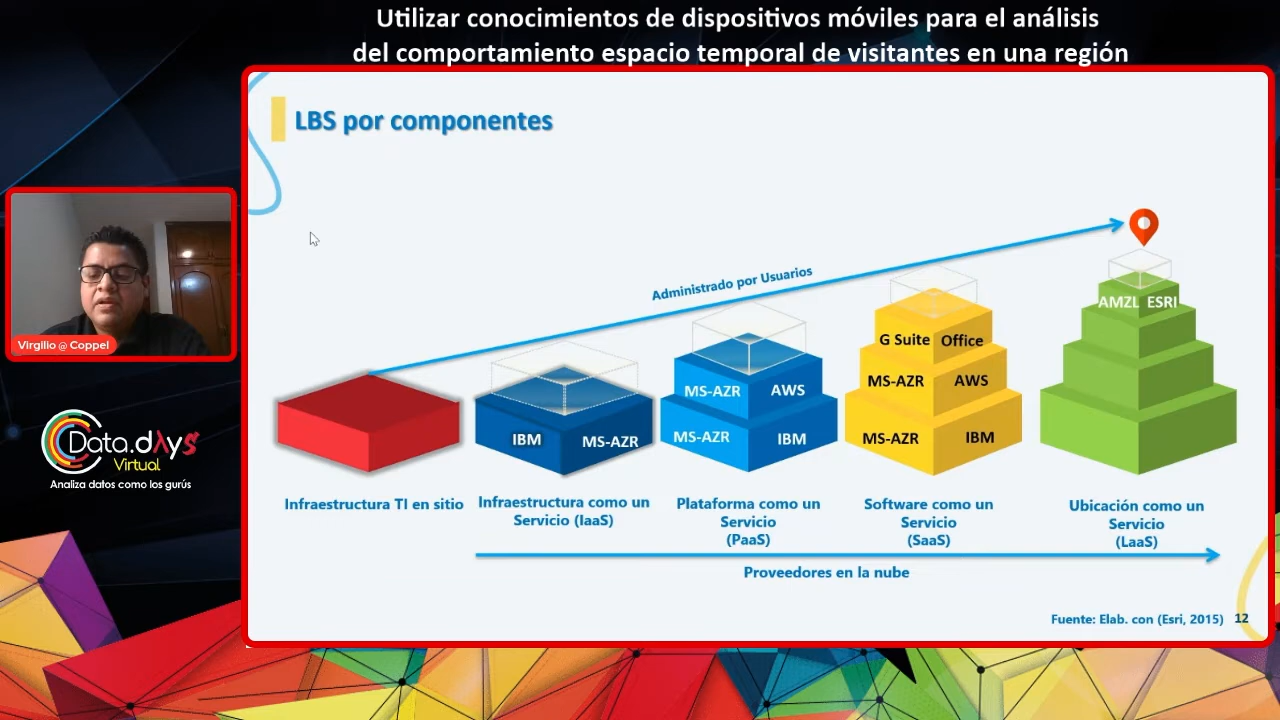 Utilizar conocimientos de dispositivos móviles para el análisis
del comportamiento espacio temporal de visitantes en una región
LBS por componentes
Administrado por Usuarios
AMZL ESRI
G Suite Office
MS-AZR AWS
MS-AZR AWS
IBM MS-AZR
MS-AZR IBM
MS-AZR IBM
Infraestructura TI en sitio
Infraestructura como un
Servicio (IaaS)
Plataforma como un
Servicio
(PaaS)
Software como un
Servicio
(SaaS)
Ubicación como un
Servicio
(LaaS)
Proveedores en la nube
Fuente: Elab. con (Esri, 2015) 12
Virgilio @ Coppel
Data.dAys
Virtual
Analiza datos como los gurús